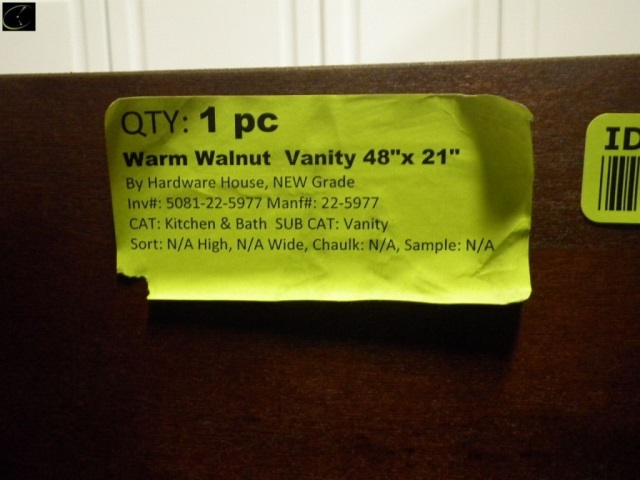 QTY: 1 pc
Warm Walnut Vanity 48"x 21"
By Hardware House, NEW Grade
Inv#: 5081-22-5977 Manf#: 22-5977
CAT: Kitchen & Bath SUB CAT: Vanity
Sort: N/A High, N/A Wide, Chaulk: N/A, Sample: N/A
ID